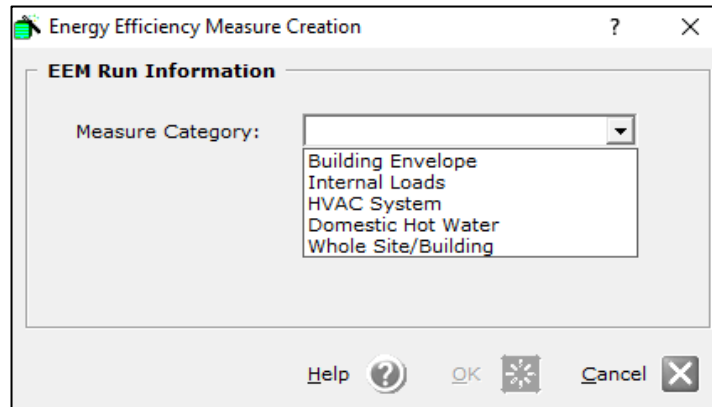 Energy Efficiency Measure Creation ?
EEM Run Information
Measure Category:
Building Envelope
Internal Loads
HVAC System
Domestic Hot Water
Whole Site/Building
Help ? OK Cancel